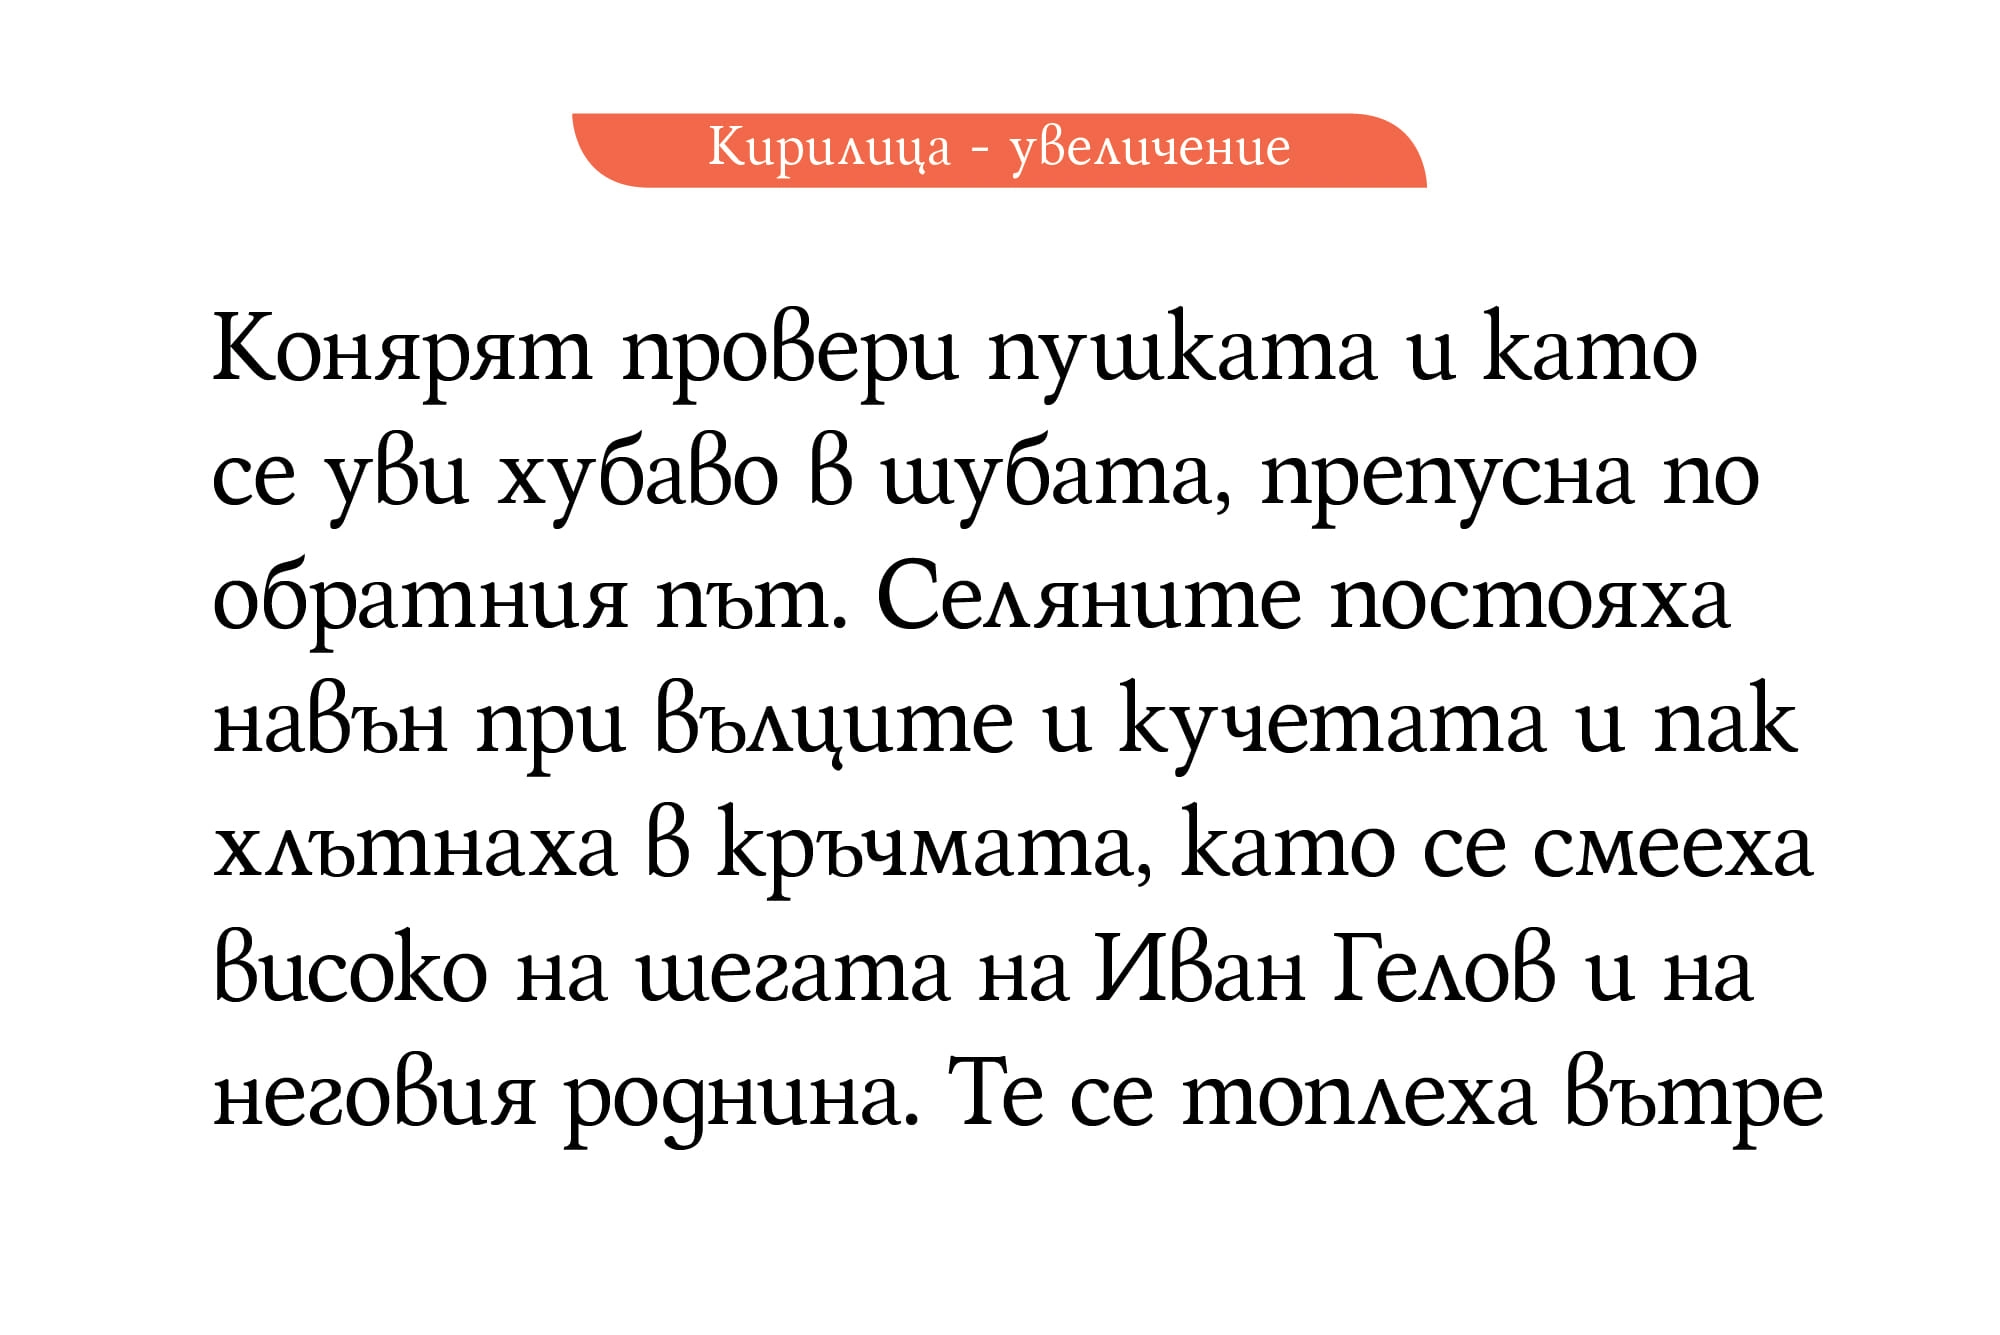 Кирилица - увеличение
Конярят провери пушката и като
се уви хубаво в шубата, препусна по
обратния път. Селяните постояха
навън при вълците и кучетата и пак
хлътнаха в кръчмата, като се смееха
високо на шегата на Иван Гелов и на
неговия роднина. Те се топлеха вътре